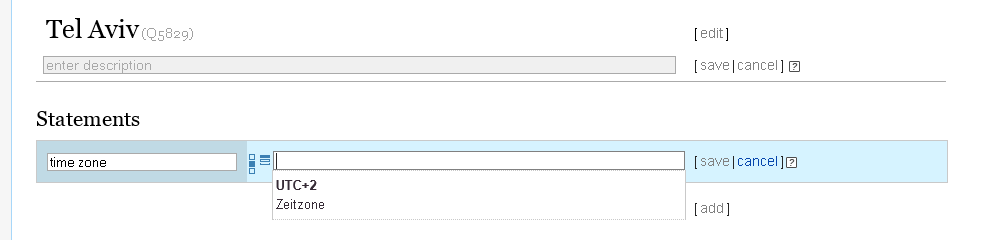 Tel Aviv (Q5829) [ edit ]
enter description [ save | cancel ] ?
Statements
time zone [ save | cancel ] ?
UTC+2
Zeitzone
[ add ]